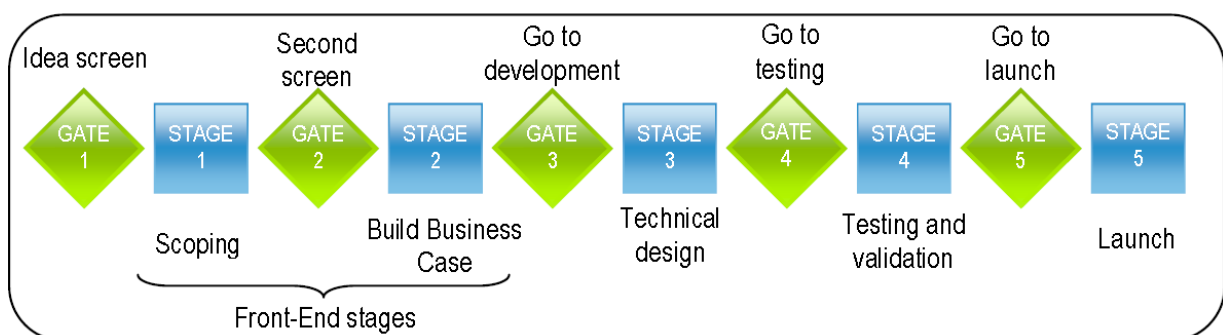 Idea screen
Second
screen
Go to
development
Go to
testing
Go to
launch
GATE
1
STAGE
1
GATE
2
STAGE
2
GATE
3
STAGE
3
GATE
4
STAGE
4
GATE
5
STAGE
5
Scoping
Build Business
Case
Technical
design
Testing and
validation
Launch
Front-End stages